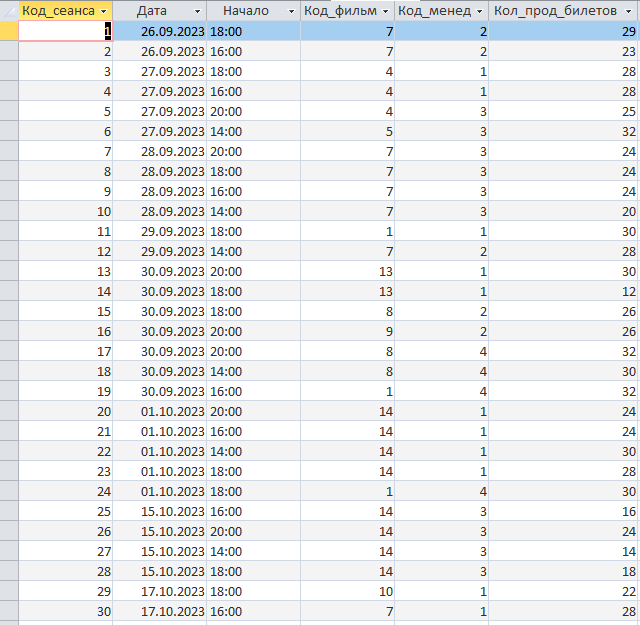 Код_сеанса Дата Начало Код_фильм Код_менед Кол_прод_билетов
1 26.09.2023 18:00 7 2 29
2 26.09.2023 16:00 7 2 23
3 27.09.2023 18:00 4 1 28
4 27.09.2023 16:00 4 1 28
5 27.09.2023 20:00 4 3 25
6 27.09.2023 14:00 5 3 32
7 28.09.2023 20:00 7 3 24
8 28.09.2023 18:00 7 3 24
9 28.09.2023 16:00 7 3 24
10 28.09.2023 14:00 7 3 20
11 29.09.2023 18:00 1 1 30
12 29.09.2023 14:00 7 2 28
13 30.09.2023 20:00 13 1 30
14 30.09.2023 18:00 13 1 12
15 30.09.2023 18:00 8 2 26
16 30.09.2023 20:00 9 2 26
17 30.09.2023 20:00 8 4 32
18 30.09.2023 14:00 8 4 30
19 30.09.2023 16:00 1 4 32
20 01.10.2023 20:00 14 1 24
21 01.10.2023 16:00 14 1 24
22 01.10.2023 14:00 14 1 30
23 01.10.2023 18:00 14 1 28
24 01.10.2023 18:00 1 4 30
25 15.10.2023 16:00 14 3 16
26 15.10.2023 20:00 14 3 24
27 15.10.2023 14:00 14 3 14
28 15.10.2023 18:00 14 3 18
29 17.10.2023 18:00 10 1 22
30 17.10.2023 16:00 7 1 28